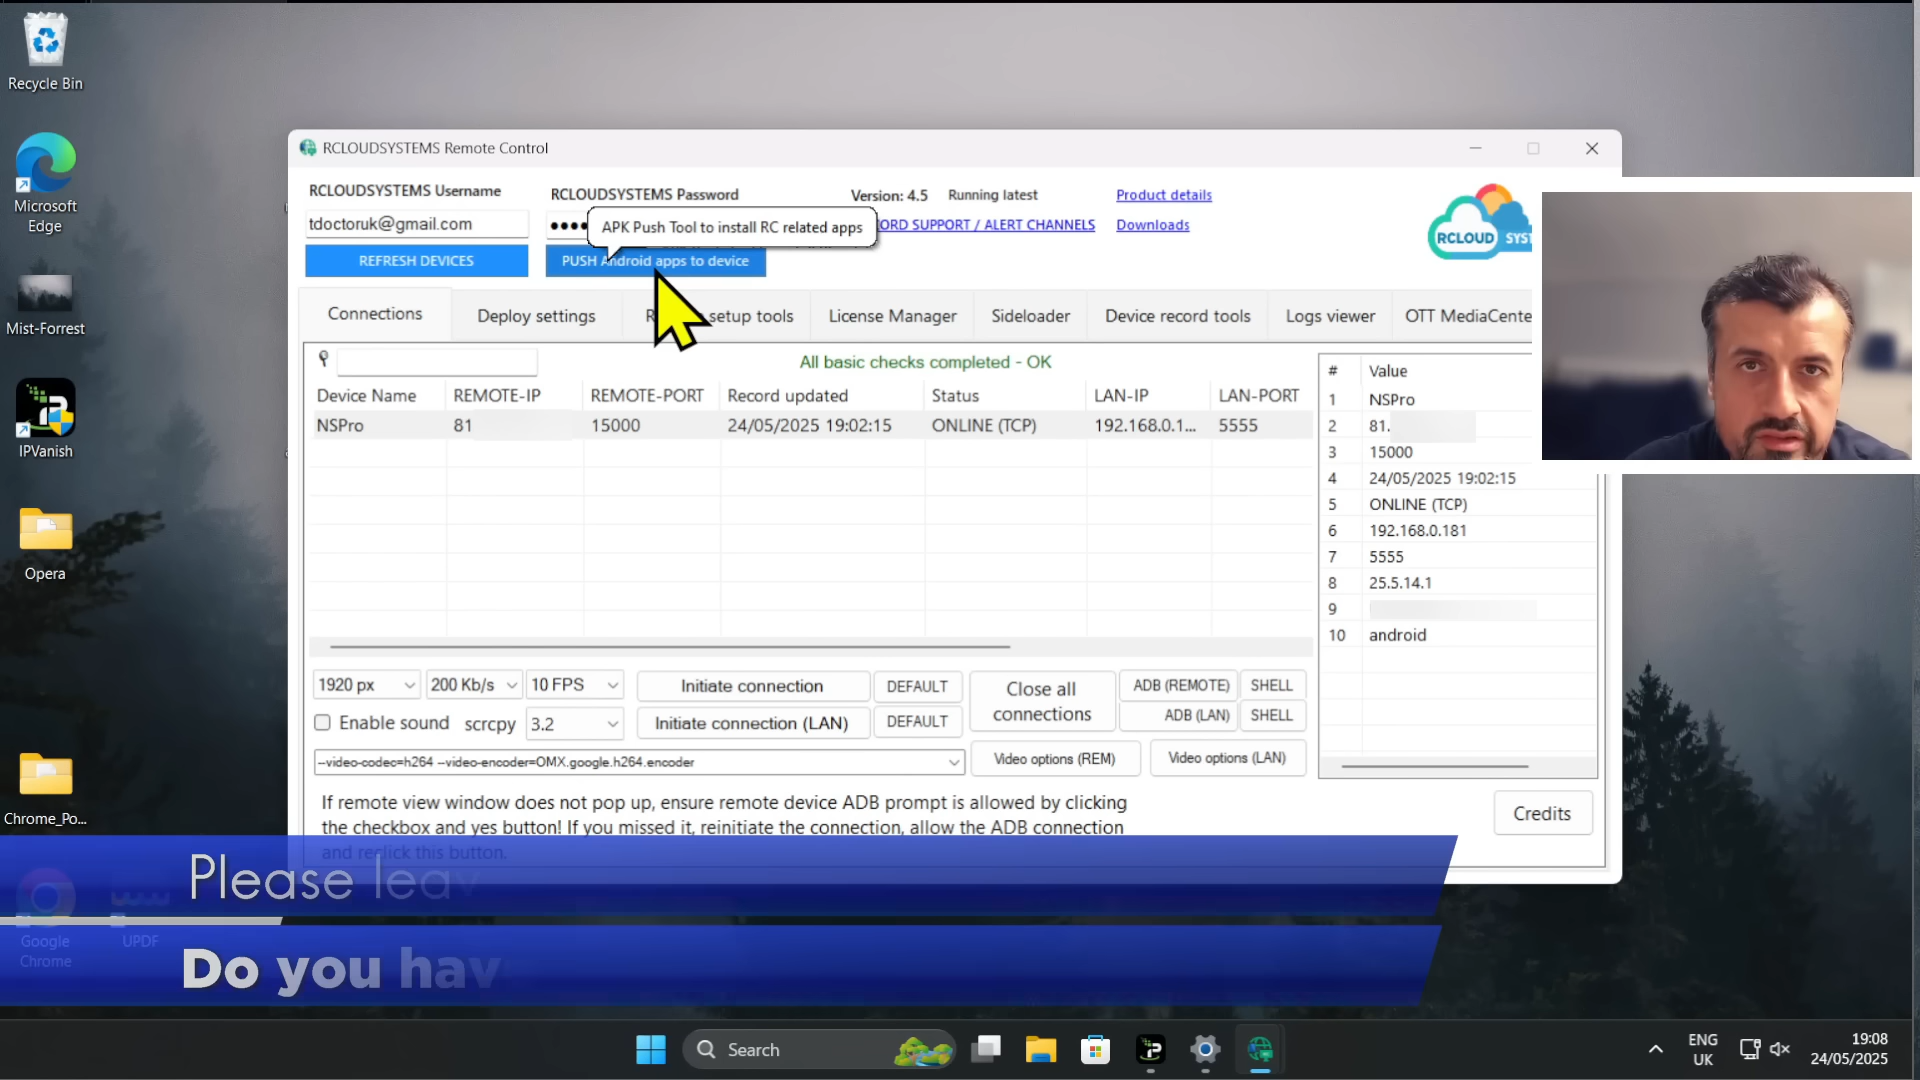 Recycle Bin
Microsoft
Edge
Mist-Forrest
IPVanish
Opera
Chrome_Po...
Google
Chrome
UPDF
RCLOUDSYSTEMS Remote Control
RCLOUDSYSTEMS Username
RCLOUDSYSTEMS Password
Version: 4.5
Running latest
Product details
tdoctoruk@gmail.com
APK Push Tool to install RC related apps
ORD SUPPORT / ALERT CHANNELS
Downloads
RCLOUD SYST
REFRESH DEVICES
PUSH Android apps to device
Connections
Deploy settings
setup tools
License Manager
Sideloader
Device record tools
Logs viewer
OTT MediaCente
All basic checks completed - OK
Device Name REMOTE-IP REMOTE-PORT Record updated Status LAN-IP LAN-PORT
NSPro 81 15000 24/05/2025 19:02:15 ONLINE (TCP) 192.168.0.1... 5555
# Value
1 NSPro
2 81.
3 15000
4 24/05/2025 19:02:15
5 ONLINE (TCP)
6 192.168.0.181
7 5555
8 25.5.14.1
9
10 android
1920 px 200 Kb/s 10 FPS
Initiate connection
DEFAULT
Close all
connections
ADB (REMOTE)
SHELL
Enable sound
scrcpy
3.2
Initiate connection (LAN)
DEFAULT
ADB (LAN)
SHELL
--video-codec=h264 --video-encoder=OMX.google.h264.encoder
Video options (REM)
Video options (LAN)
If remote view window does not pop up, ensure remote device ADB prompt is allowed by clicking
the checkbox and yes button! If you missed it, reinitiate the connection, allow the ADB connection
and reclick this button.
Credits
Please leav
Do you hav
Search
ENG
UK
19:08
24/05/2025